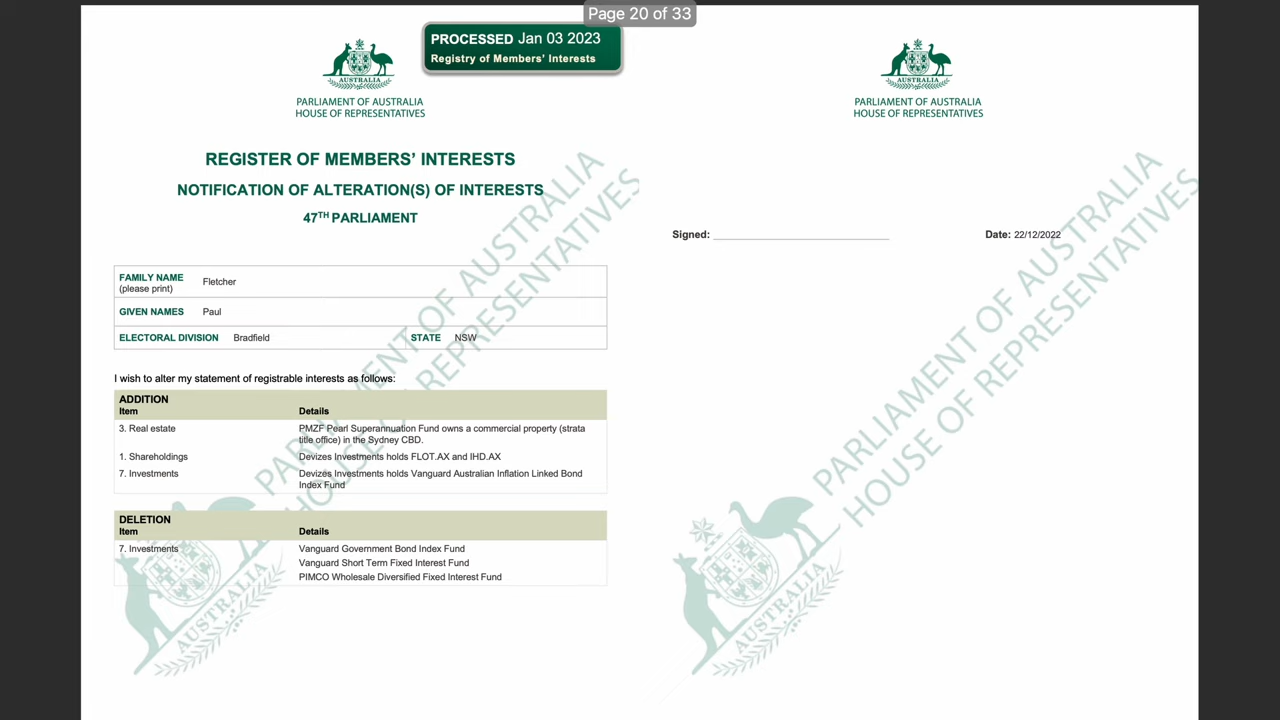 Page 20 of 33
PROCESSED Jan 03 2023
Registry of Members' Interests
AUSTRALIA
PARLIAMENT OF AUSTRALIA
HOUSE OF REPRESENTATIVES
REGISTER OF MEMBERS' INTERESTS
NOTIFICATION OF ALTERATION(S) OF INTERESTS
47TH PARLIAMENT
FAMILY NAME Fletcher
(please print)
GIVEN NAMES Paul
ELECTORAL DIVISION Bradfield STATE NSW
I wish to alter my statement of registrable interests as follows:
ADDITION
Item Details
3. Real estate PMZF Pearl Superannuation Fund owns a commercial property (strata
title office) in the Sydney CBD.
1. Shareholdings Devizes Investments holds FLOT.AX and IHD.AX
7. Investments Devizes Investments holds Vanguard Australian Inflation Linked Bond
Index Fund
DELETION
Item Details
7. Investments Vanguard Government Bond Index Fund
Vanguard Short Term Fixed Interest Fund
PIMCO Wholesale Diversified Fixed Interest Fund
PARLIAMENT OF AUSTRALIA
HOUSE OF REPRESENTATIVES
AUSTRALIA
AUSTRALIA
PARLIAMENT OF AUSTRALIA
HOUSE OF REPRESENTATIVES
Signed: Date: 22/12/2022
PARLIAMENT OF AUSTRALIA
HOUSE OF REPRESENTATIVES
AUSTRALIA